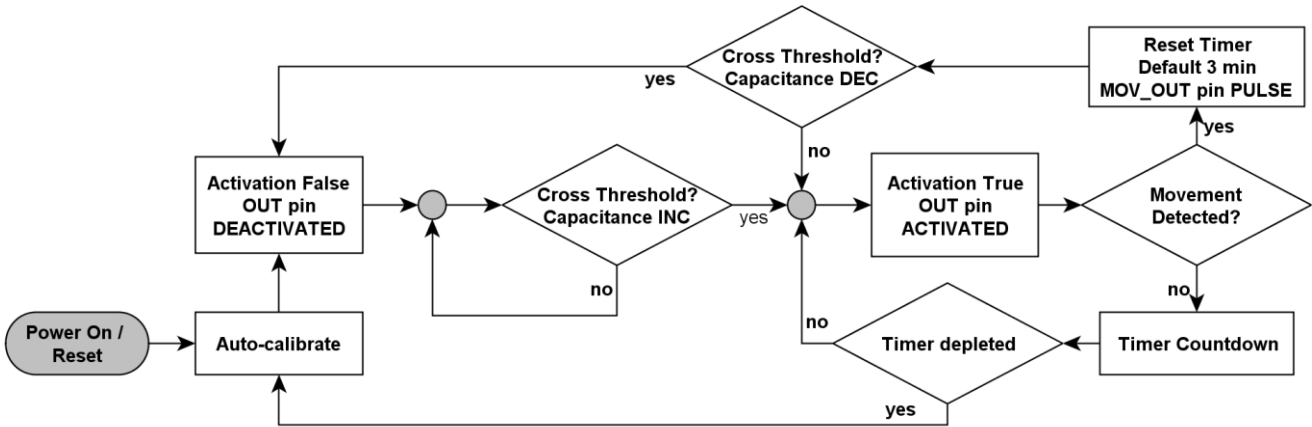 Cross Threshold?
Capacitance DEC
yes
no
Reset Timer
Default 3 min
MOV_OUT pin PULSE
yes
Activation False
OUT pin
DEACTIVATED
Cross Threshold?
Capacitance INC
yes
no
Activation True
OUT pin
ACTIVATED
Movement
Detected?
no
Power On /
Reset
Auto-calibrate
no
Timer depleted
yes
Timer Countdown